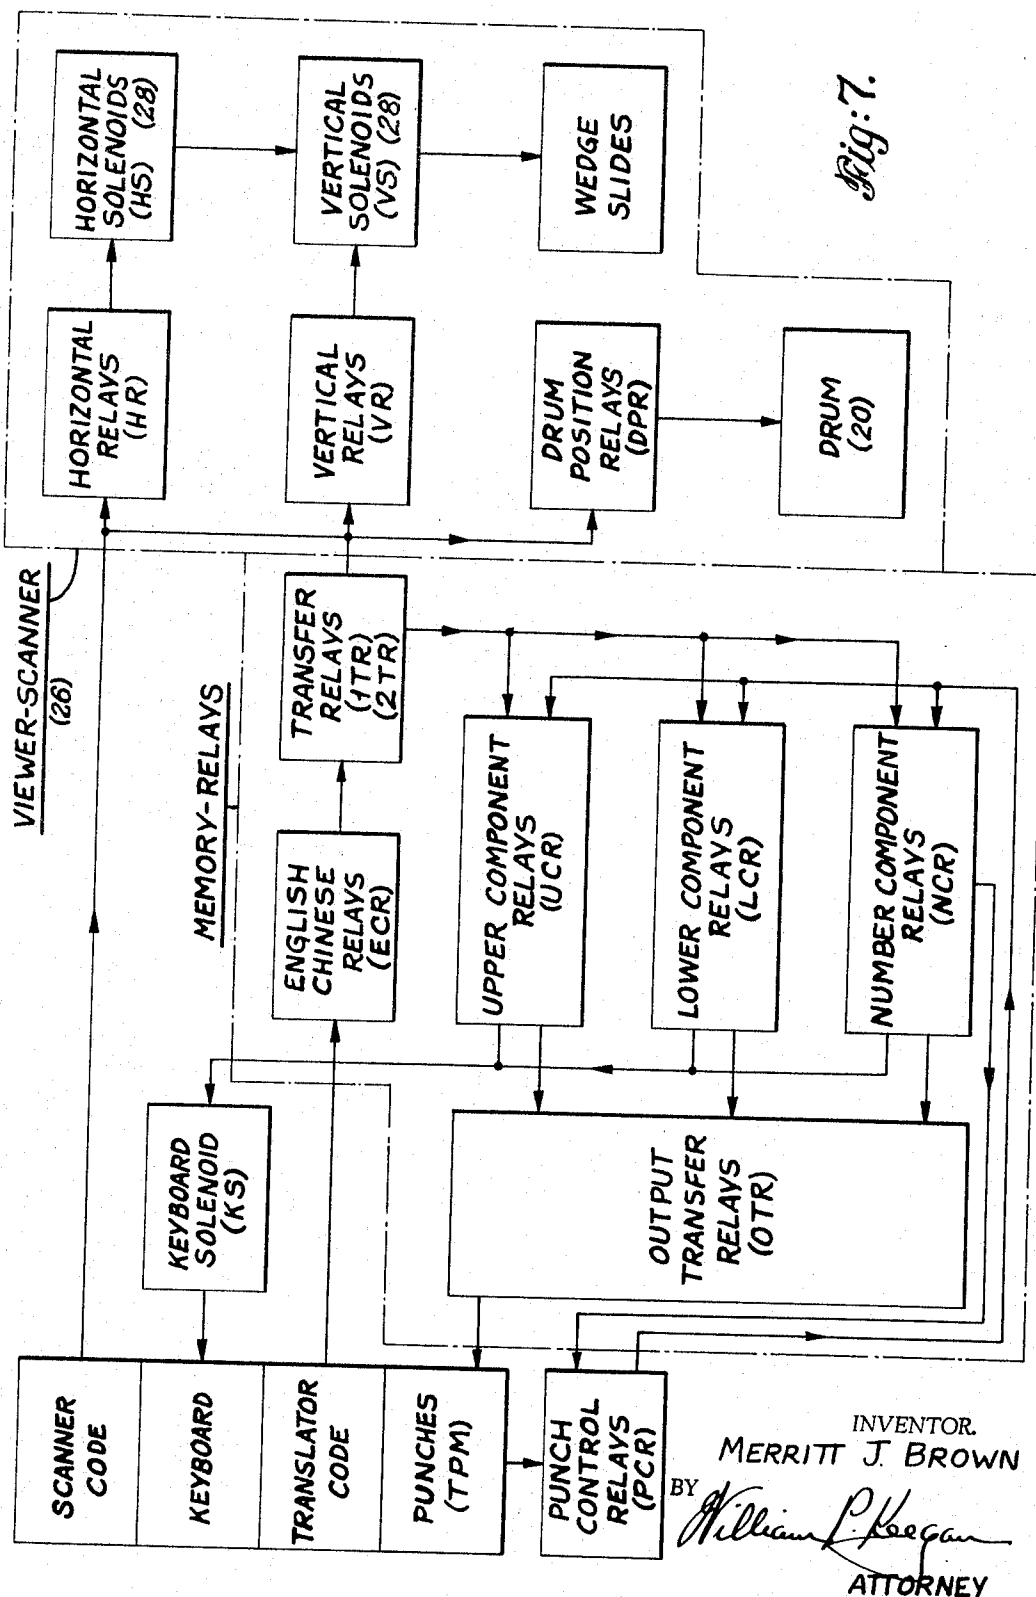 SCANNER
CODE
KEYBOARD
TRANSLATOR
CODE
PUNCHES
(TPM)
PUNCH
CONTROL
RELAYS
(PCR)
KEYBOARD
SOLENOID
(KS)
OUTPUT
TRANSFER
RELAYS
(OTR)
VIEWER-SCANNER
(26)
MEMORY-RELAYS
ENGLISH
CHINESE
RELAYS
(ECR)
TRANSFER
RELAYS
(1TR)
(2TR)
UPPER COMPONENT
RELAYS
(UCR)
LOWER COMPONENT
RELAYS
(LCR)
NUMBER COMPONENT
RELAYS
(NCR)
HORIZONTAL
RELAYS
(HR)
VERTICAL
RELAYS
(VR)
DRUM
POSITION
RELAYS
(DPR)
DRUM
(20)
HORIZONTAL
SOLENOIDS
(HS) (28)
VERTICAL
SOLENOIDS
(VS) (28)
WEDGE
SLIDES
Fig: 7.
INVENTOR.
MERRITT J. BROWN
BY William P. Keegan
ATTORNEY